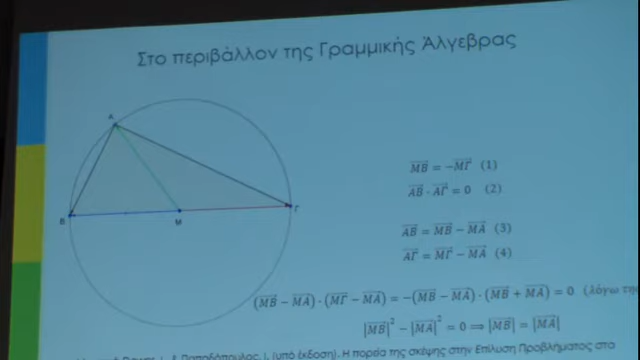 Στο περιβάλλον της Γραμμικής Άλγεβρας
A
B
M
Γ
MB⃗ = −MΓ⃗ (1)
AB⃗ · AΓ⃗ = 0 (2)
AB⃗ = MB⃗ − MA⃗ (3)
AΓ⃗ = MΓ⃗ − MA⃗ (4)
(MB⃗ − MA⃗) · (MΓ⃗ − MA⃗) = −(MB⃗ − MA⃗) · (MB⃗ + MA⃗) = 0 (λόγω της
|MB⃗|² − |MA⃗|² = 0 ⟹ |MB⃗| = |MA⃗|
Παπαδόπουλος, Ι. (υπό έκδοση). Η πορεία της σκέψης στην Επίλυση Προβλήματος στο